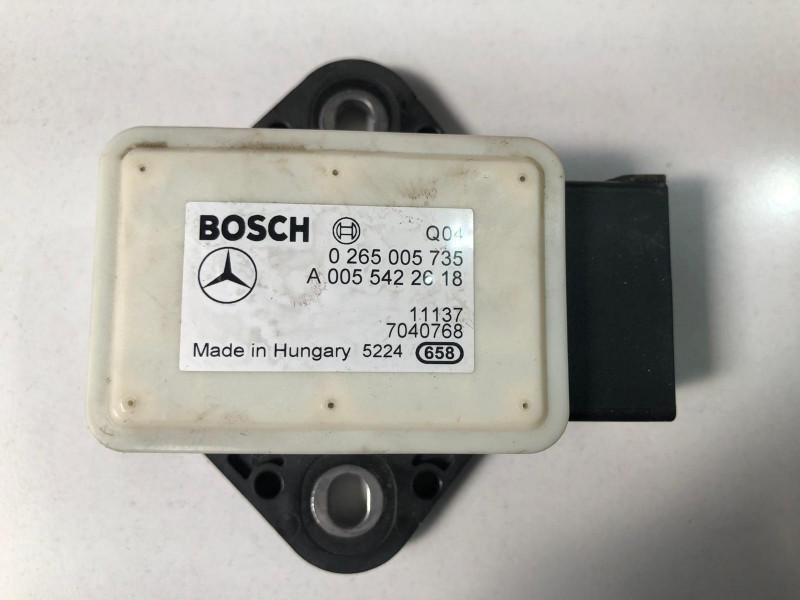 BOSCH Q04
0 265 005 735
A 005 542 26 18
11137
7040768
Made in Hungary 5224 658